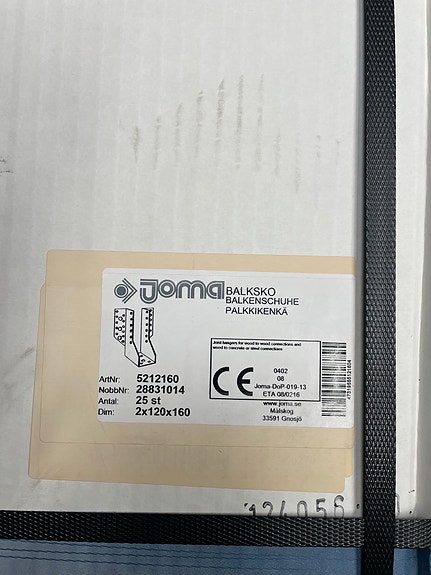 Joma
BALKSKO
BALKENSCHUHE
PALKKIKENKÄ
Joist hangers for wood to wood connections and
wood to concrete or steel connections
CE
0402
08
Joma-DoP-019-13
ETA 08/0216
www.joma.se
Målskog
33591 Gnosjö
ArtNr: 5212160
NobbNr: 28831014
Antal: 25 st
Dim: 2x120x160